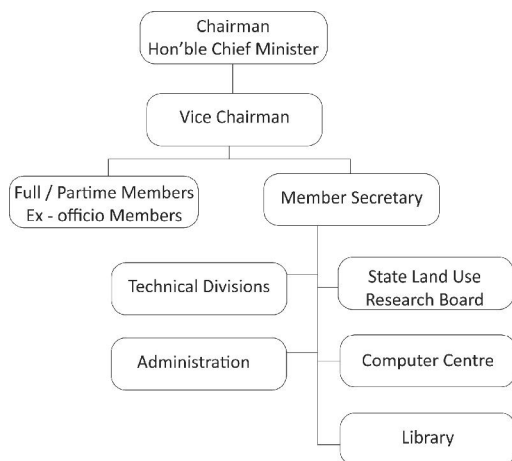 Chairman
Hon'ble Chief Minister
Vice Chairman
Full / Partime Members
Ex - officio Members
Member Secretary
Technical Divisions
State Land Use
Research Board
Administration
Computer Centre
Library